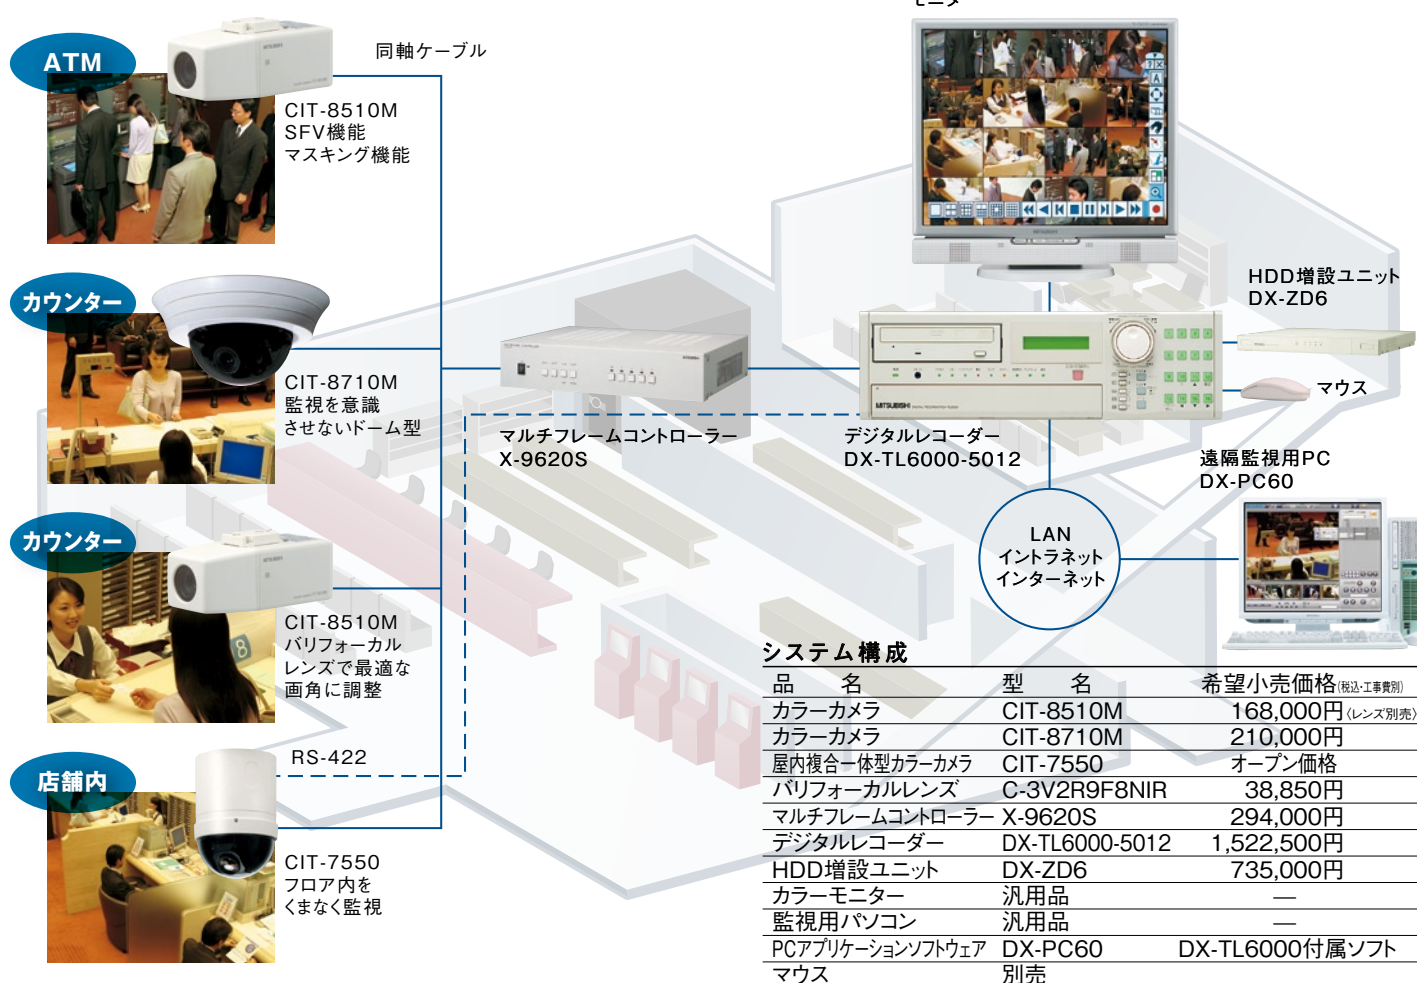 モニター
ATM
同軸ケーブル
CIT-8510M
SFV機能
マスキング機能
カウンター
CIT-8710M
監視を意識
させないドーム型
カウンター
CIT-8510M
バリフォーカル
レンズで最適な
画角に調整
店舗内
RS-422
CIT-7550
フロア内を
くまなく監視
マルチフレームコントローラー
X-9620S
デジタルレコーダー
DX-TL6000-5012
MITSUBISHI
HDD増設ユニット
DX-ZD6
マウス
遠隔監視用PC
DX-PC60
LAN
イントラネット
インターネット
システム構成
品 名 型 名 希望小売価格(税込・工事費別)
カラーカメラ CIT-8510M 168,000円〈レンズ別売〉
カラーカメラ CIT-8710M 210,000円
屋内複合一体型カラーカメラ CIT-7550 オープン価格
バリフォーカルレンズ C-3V2R9F8NIR 38,850円
マルチフレームコントローラー X-9620S 294,000円
デジタルレコーダー DX-TL6000-5012 1,522,500円
HDD増設ユニット DX-ZD6 735,000円
カラーモニター 汎用品 —
監視用パソコン 汎用品 —
PCアプリケーションソフトウェア DX-PC60 DX-TL6000付属ソフト
マウス 別売